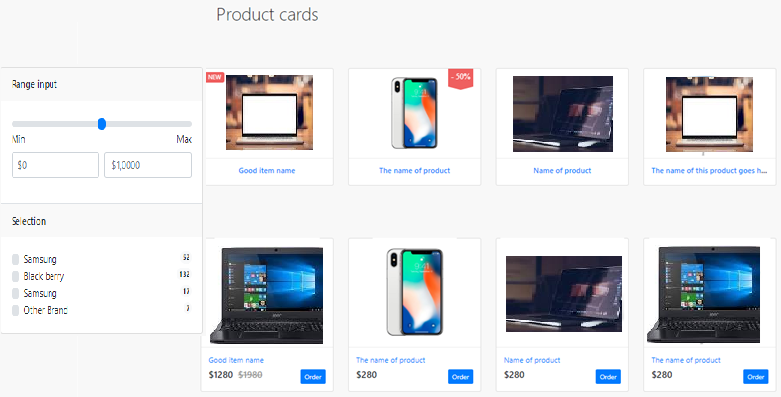 Product cards
Range input
Min Max
$0 $1,0000
Selection
Samsung 52
Black berry 132
Samsung 12
Other Brand 7
NEW
Good item name
- 50%
The name of product
Name of product
The name of this product goes h...
Good item name
$1280 $1980 Order
The name of product
$280 Order
Name of product
$280 Order
The name of product
$280 Order